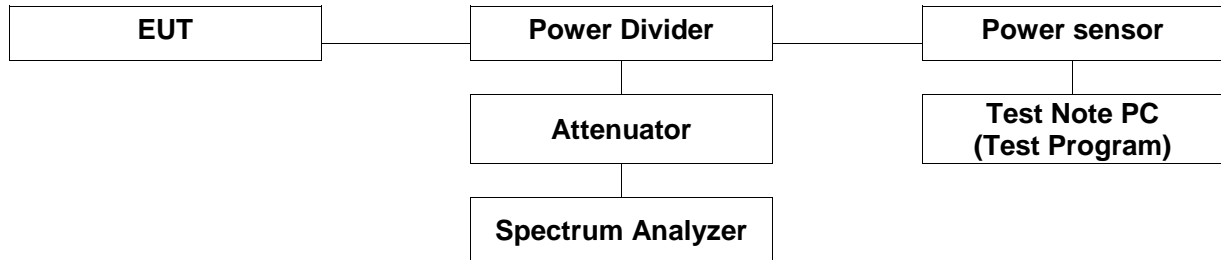 EUT
Power Divider
Power sensor
Attenuator
Test Note PC
(Test Program)
Spectrum Analyzer